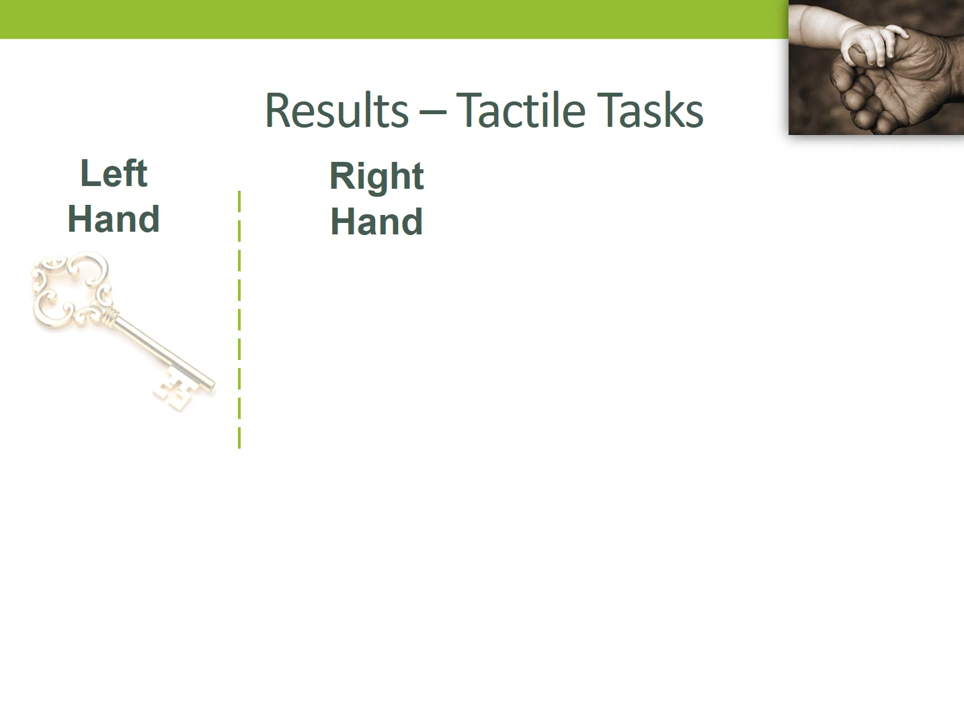 Results – Tactile Tasks
Left
Hand
Right
Hand